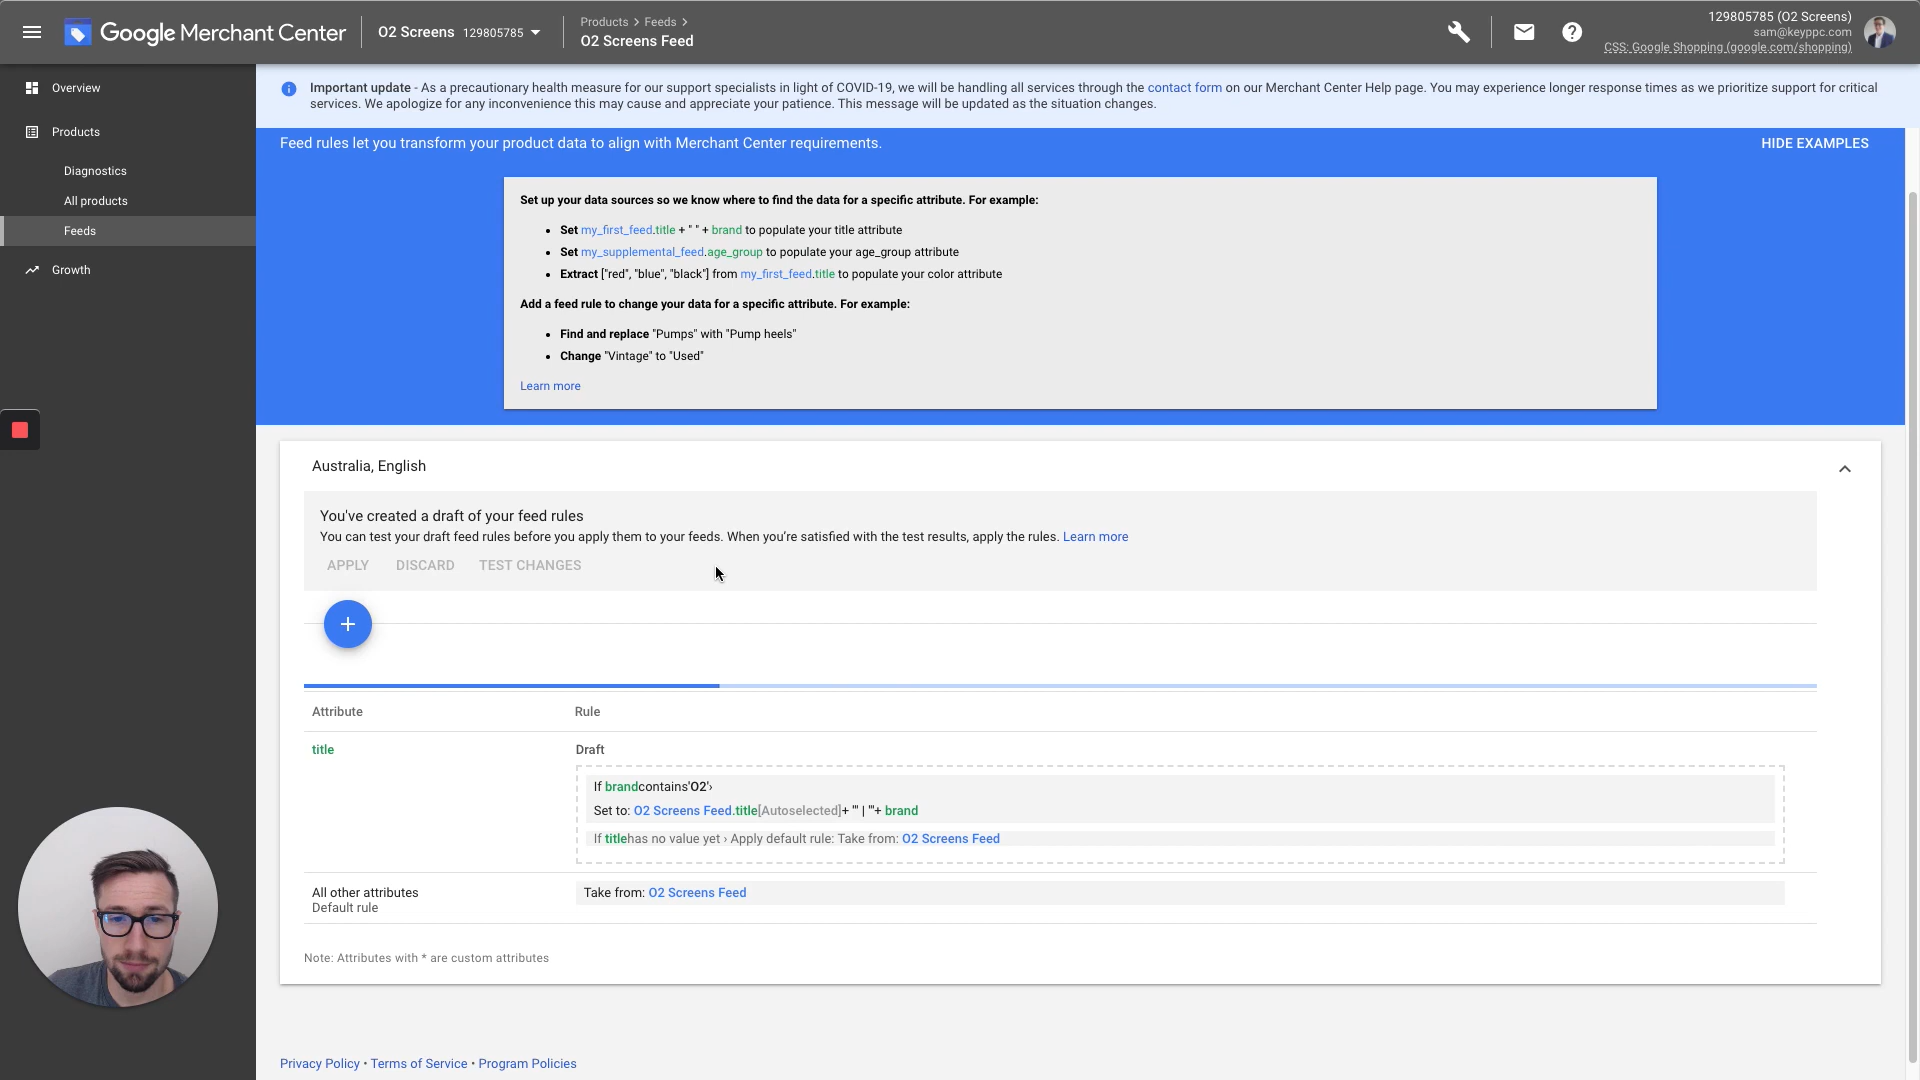 Google Merchant Center
O2 Screens 129805785
Products > Feeds >
O2 Screens Feed
129805785 (O2 Screens)
sam@keyppc.com
CSS: Google Shopping (google.com/shopping)
Overview
Products
Diagnostics
All products
Feeds
Growth
Important update - As a precautionary health measure for our support specialists in light of COVID-19, we will be handling all services through the contact form on our Merchant Center Help page. You may experience longer response times as we prioritize support for critical
services. We apologize for any inconvenience this may cause and appreciate your patience. This message will be updated as the situation changes.
Feed rules let you transform your product data to align with Merchant Center requirements.
HIDE EXAMPLES
Set up your data sources so we know where to find the data for a specific attribute. For example:
• Set my_first_feed.title + " " + brand to populate your title attribute
• Set my_supplemental_feed.age_group to populate your age_group attribute
• Extract ["red", "blue", "black"] from my_first_feed.title to populate your color attribute
Add a feed rule to change your data for a specific attribute. For example:
• Find and replace "Pumps" with "Pump heels"
• Change "Vintage" to "Used"
Learn more
Australia, English
You've created a draft of your feed rules
You can test your draft feed rules before you apply them to your feeds. When you're satisfied with the test results, apply the rules. Learn more
APPLY DISCARD TEST CHANGES
+
Attribute Rule
title Draft
If brandcontains'O2'›
Set to: O2 Screens Feed.title[Autoselected]+ "' | '"+ brand
If titlehas no value yet › Apply default rule: Take from: O2 Screens Feed
All other attributes Take from: O2 Screens Feed
Default rule
Note: Attributes with * are custom attributes
Privacy Policy • Terms of Service • Program Policies